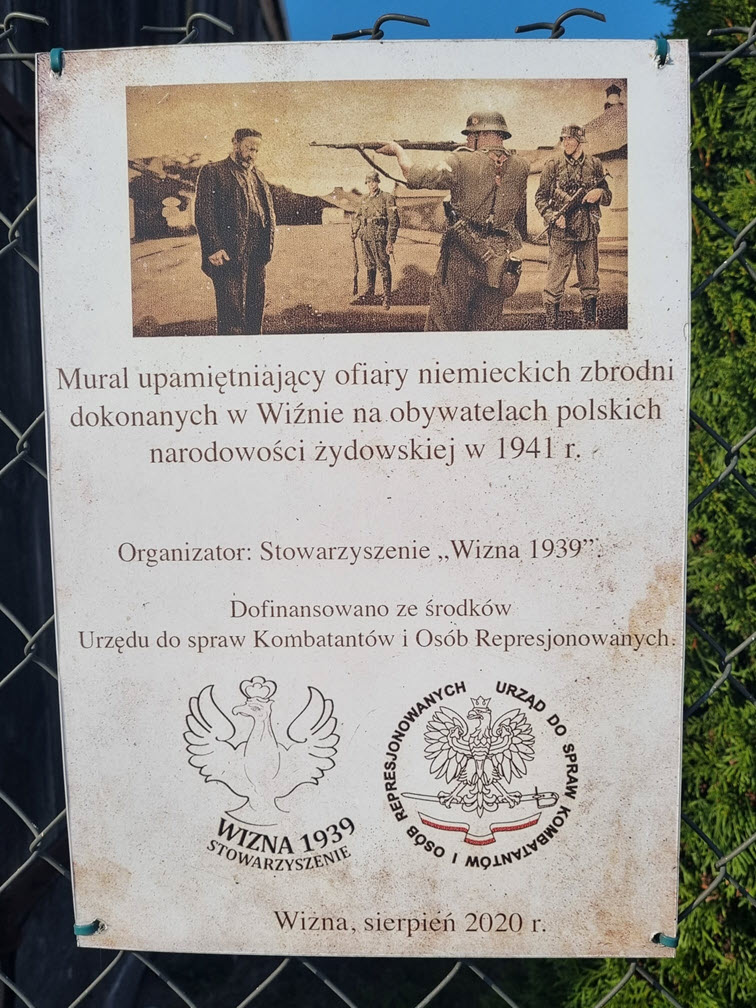 Mural upamiętniający ofiary niemieckich zbrodni
dokonanych w Wiźnie na obywatelach polskich
narodowości żydowskiej w 1941 r.
Organizator: Stowarzyszenie „Wizna 1939”.
Dofinansowano ze środków
Urzędu do spraw Kombatantów i Osób Represjonowanych.
WIZNA 1939
STOWARZYSZENIE
URZĄD DO SPRAW KOMBATANTÓW I OSÓB REPRESJONOWANYCH
Wizna, sierpień 2020 r.